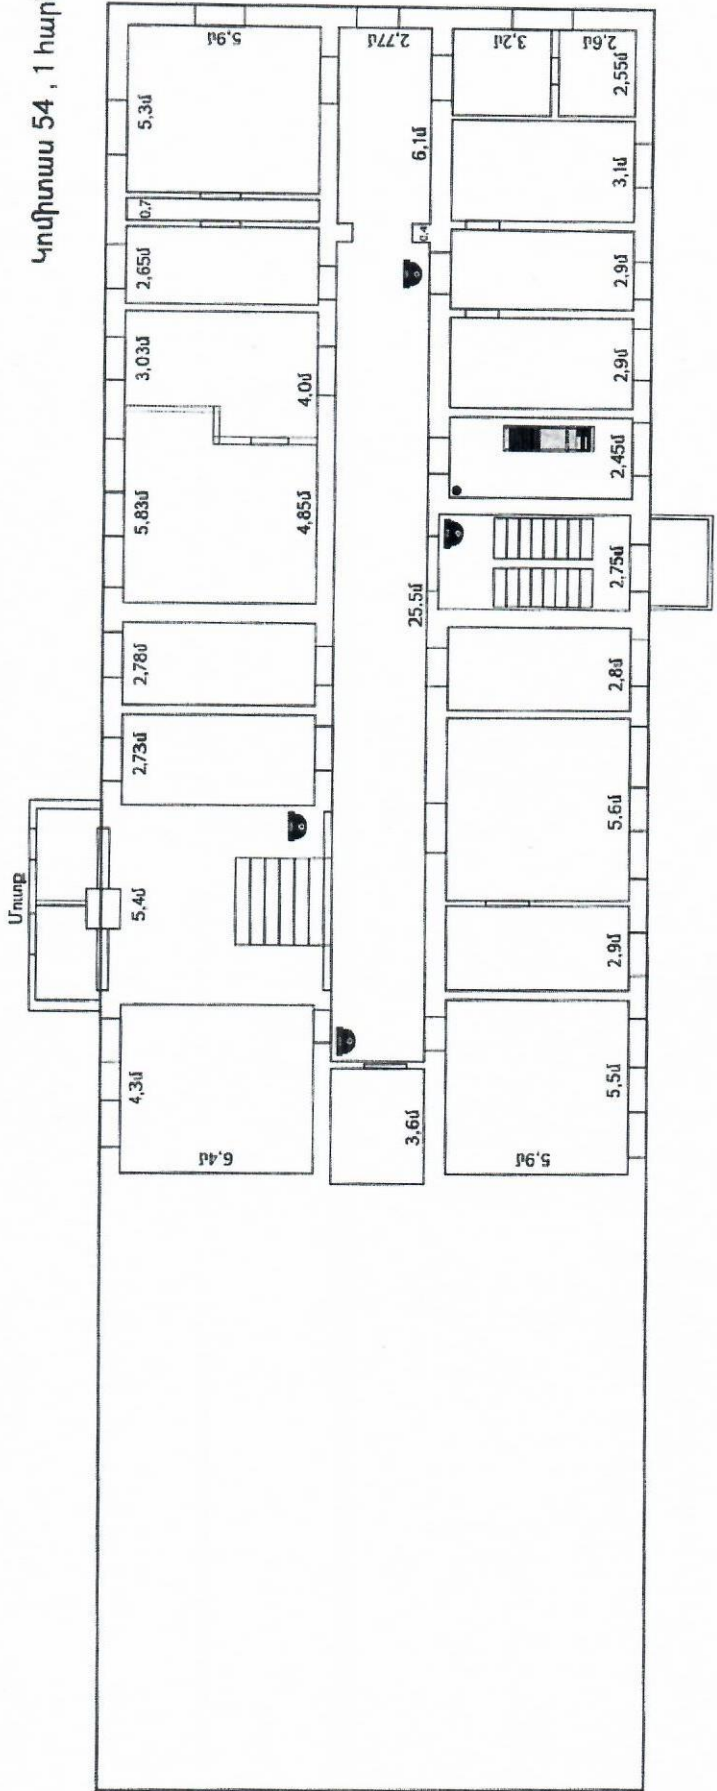 Կոմիտաս 54 , 1 հար
5,9մ
2,77մ
3,2մ
2,6մ
5,3մ
6,1մ
2,55մ
3,1մ
0,7
0,4
2,65մ
2,9մ
3,03մ
4,0մ
2,9մ
5,83մ
4,85մ
2,45մ
25,5մ
2,75մ
2,78մ
2,8մ
2,73մ
5,6մ
Մուտք
5,4մ
2,9մ
4,3մ
6,4մ
3,6մ
5,5մ
5,9մ